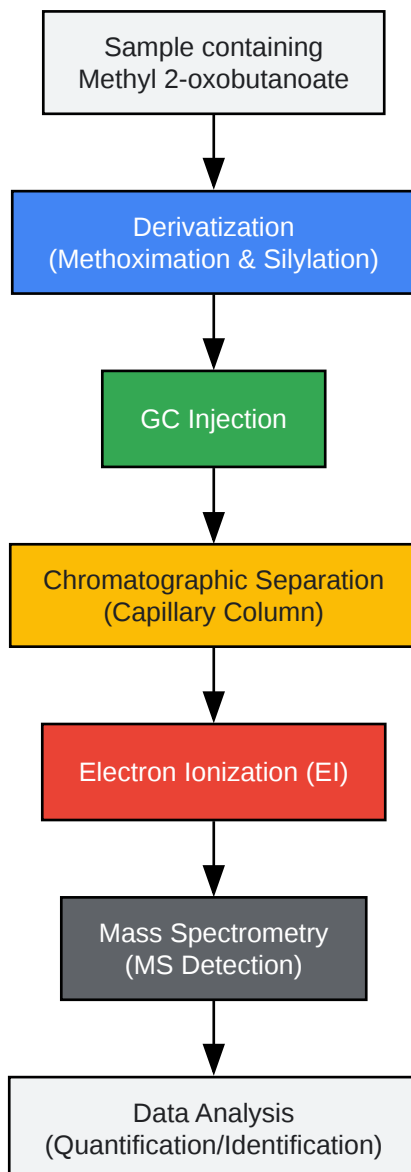 Sample containing
Methyl 2-oxobutanoate
Derivatization
(Methoximation & Silylation)
GC Injection
Chromatographic Separation
(Capillary Column)
Electron Ionization (EI)
Mass Spectrometry
(MS Detection)
Data Analysis
(Quantification/Identification)